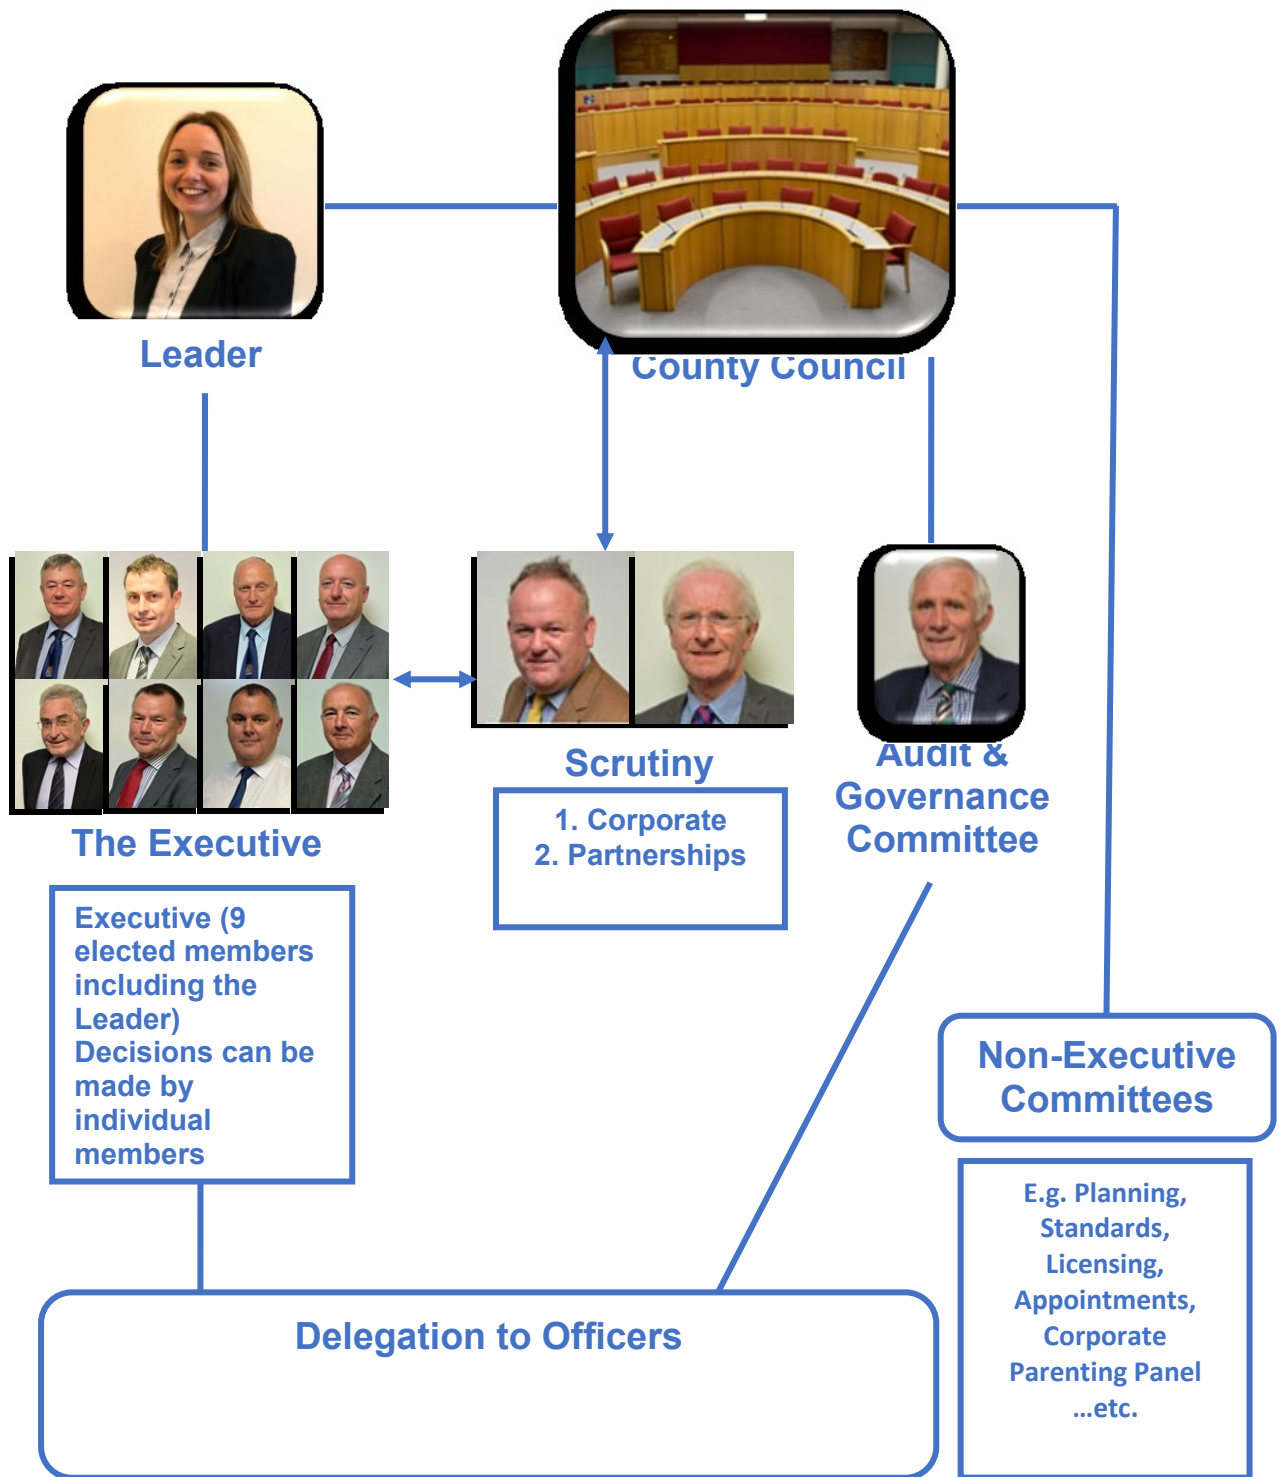 Leader
County Council
The Executive
Executive (9
elected members
including the
Leader)
Decisions can be
made by
individual
members
Scrutiny
1. Corporate
2. Partnerships
Audit &
Governance
Committee
Non-Executive
Committees
E.g. Planning,
Standards,
Licensing,
Appointments,
Corporate
Parenting Panel
…etc.
Delegation to Officers